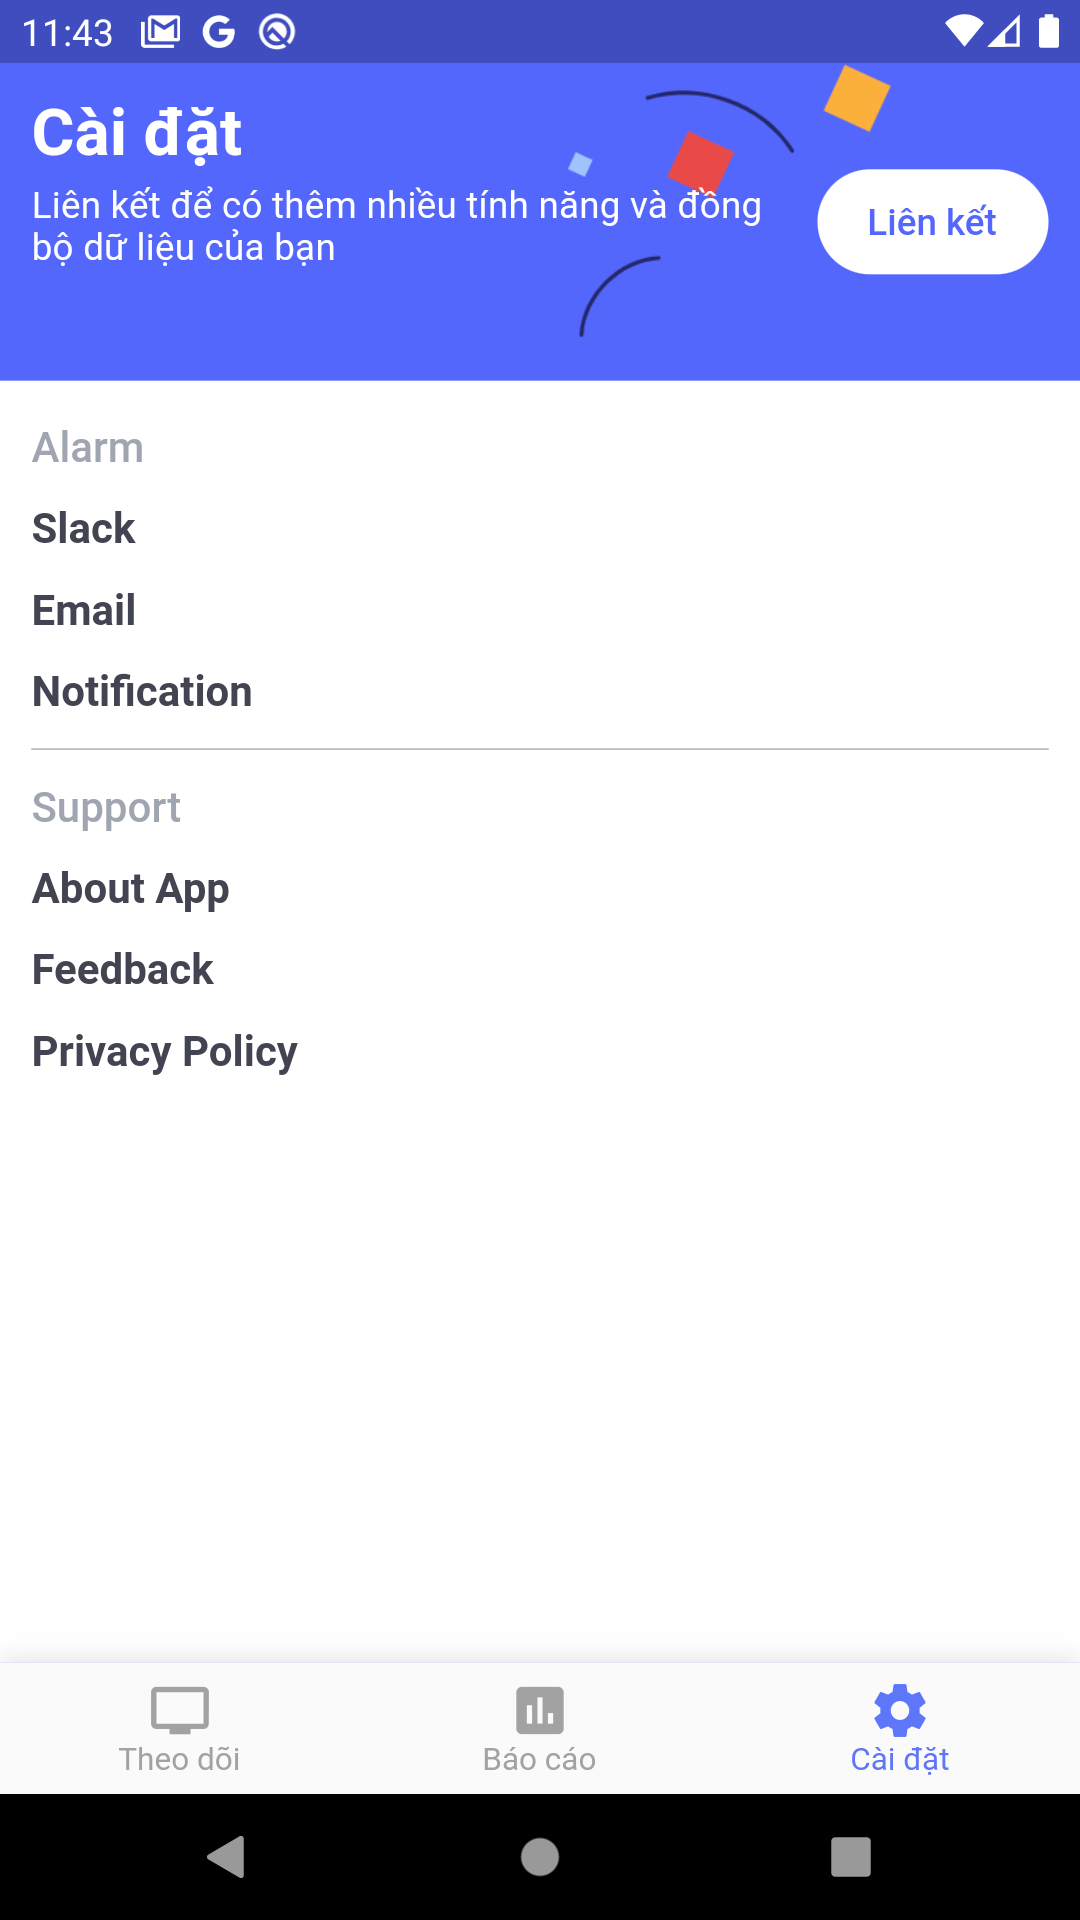 11:43
Cài đặt
Liên kết để có thêm nhiều tính năng và đồng
bộ dữ liệu của bạn
Liên kết
Alarm
Slack
Email
Notification
Support
About App
Feedback
Privacy Policy
Theo dõi
Báo cáo
Cài đặt